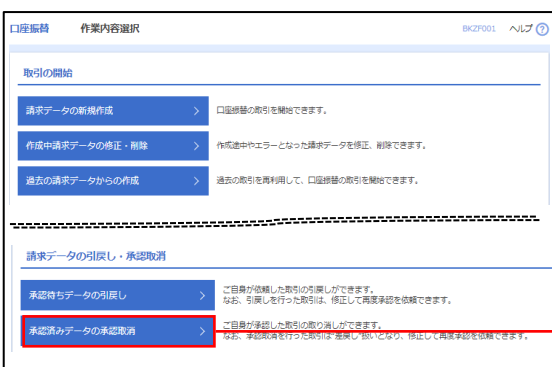 口座振替 作業内容選択 BKZF001 ヘルプ ?
取引の開始
請求データの新規作成 口座振替の取引を開始できます。
作成中請求データの修正・削除 作成途中やエラーとなった請求データを修正、削除できます。
過去の請求データからの作成 過去の取引を再利用して、口座振替の取引を開始できます。
請求データの引戻し・承認取消
承認待ちデータの引戻し ご自身が依頼した取引の引戻しができます。
なお、引戻しを行った取引は、修正して再度承認を依頼できます。
承認済みデータの承認取消 ご自身が承認した取引の取り消しができます。
なお、承認取消を行った取引は"差戻し"扱いとなり、修正して再度承認を依頼できます。